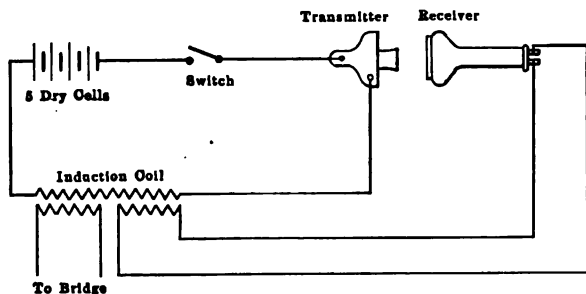 Transmitter
Receiver
5 Dry Cells
Switch
Induction Coil
To Bridge